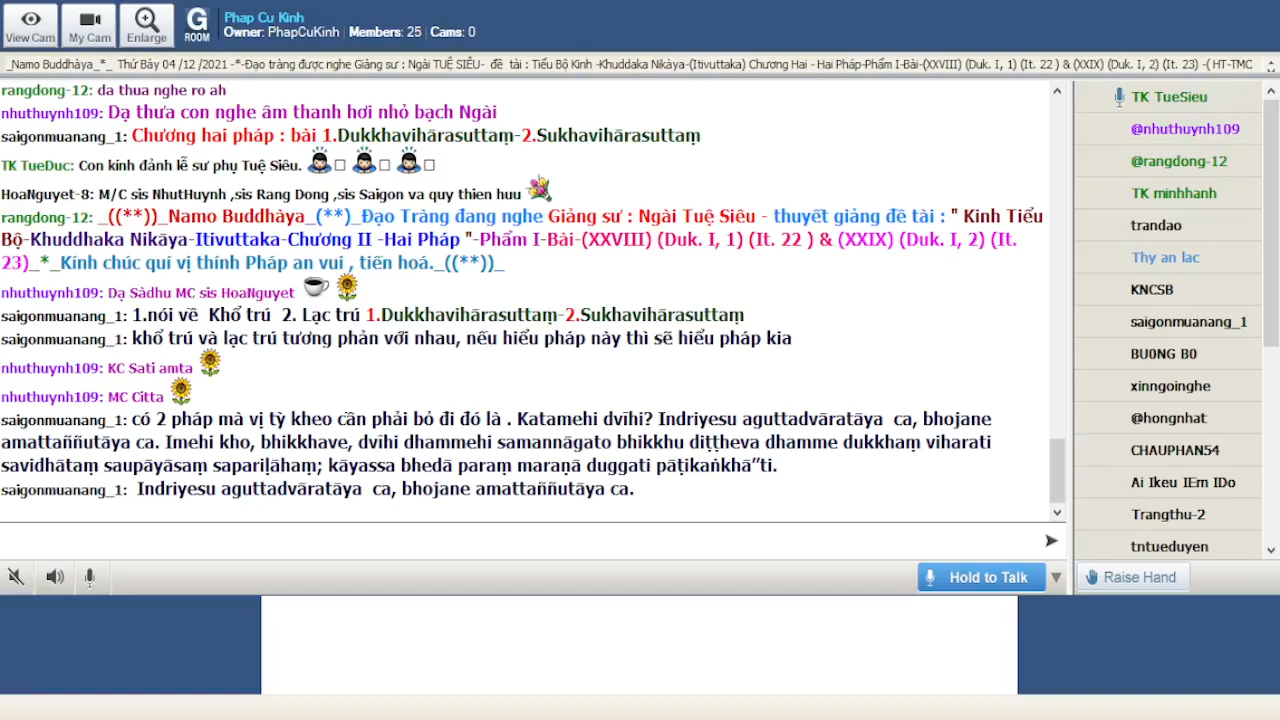 View Cam
My Cam
Enlarge
G
ROOM
Phap Cu Kinh
Owner: PhapCuKinh | Members: 25 | Cams: 0
_Namo Buddhàya_*_ Thứ Bảy 04 /12 /2021 -*-Đạo tràng được nghe Giảng sư : Ngài TUỆ SIÊU- đề tài : Tiểu Bộ Kinh -Khuddaka Nikàya-(Itivuttaka) Chương Hai - Hai Pháp-Phẩm I-Bài-(XXVIII) (Duk. I, 1) (It. 22 ) & (XXIX) (Duk. I, 2) (It. 23) -( HT-TMC
rangdong-12: da thua nghe ro ah
nhuthuynh109: Dạ thưa con nghe âm thanh hơi nhỏ bạch Ngài
saigonmuanang_1: Chương hai pháp : bài 1.Dukkhavihārasuttaṃ-2.Sukhavihārasuttaṃ
TK TueDuc: Con kính đảnh lễ sư phụ Tuệ Siêu.
HoaNguyet-8: M/C sis NhutHuynh ,sis Rang Dong ,sis Saigon va quy thien huu
rangdong-12: _((**))_Namo Buddhàya_(**)_Đạo Tràng đang nghe Giảng sư : Ngài Tuệ Siêu - thuyết giảng đề tài : " Kinh Tiểu
Bộ-Khuddhaka Nikāya-Itivuttaka-Chương II -Hai Pháp "-Phẩm I-Bài-(XXVIII) (Duk. I, 1) (It. 22 ) & (XXIX) (Duk. I, 2) (It.
23)_*_Kính chúc quí vị thính Pháp an vui , tiến hoá._((**))_
nhuthuynh109: Dạ Sàdhu MC sis HoaNguyet
saigonmuanang_1: 1.nói về Khổ trú 2. Lạc trú 1.Dukkhavihārasuttaṃ-2.Sukhavihārasuttaṃ
saigonmuanang_1: khổ trú và lạc trú tương phản với nhau, nếu hiểu pháp này thì sẽ hiểu pháp kia
nhuthuynh109: KC Sati amta
nhuthuynh109: MC Citta
saigonmuanang_1: có 2 pháp mà vị tỳ kheo cần phải bỏ đi đó là . Katamehi dvīhi? Indriyesu aguttadvāratāya ca, bhojane
amattaññutāya ca. Imehi kho, bhikkhave, dvīhi dhammehi samannāgato bhikkhu diṭṭheva dhamme dukkhaṃ viharati
savidhātaṃ saupāyāsaṃ sapariḷāhaṃ; kāyassa bhedā paraṃ maraṇā duggati pāṭikaṅkhā”ti.
saigonmuanang_1: Indriyesu aguttadvāratāya ca, bhojane amattaññutāya ca.
TK TueSieu
@nhuthuynh109
@rangdong-12
TK minhhanh
trandao
Thy an lac
KNCSB
saigonmuanang_1
BU0NG B0
xinngoinghe
@hongnhat
CHAUPHAN54
Ai lkeu IEm IDo
Trangthu-2
tntueduyen
Hold to Talk
Raise Hand